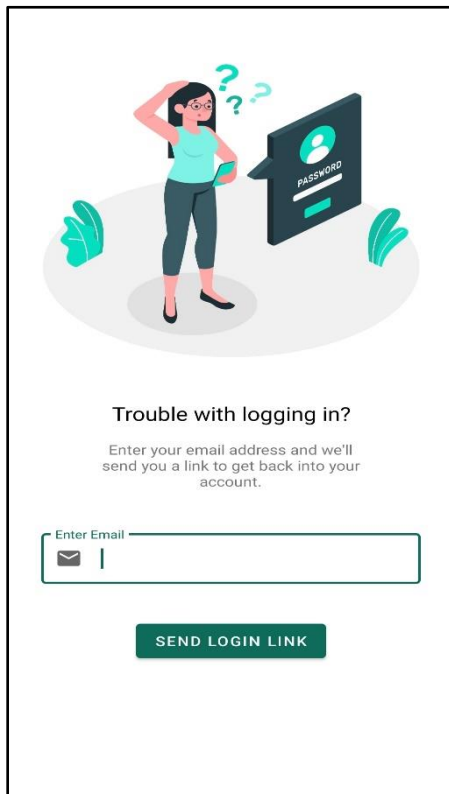 ? ? ?
PASSWORD
Trouble with logging in?
Enter your email address and we'll
send you a link to get back into your
account.
Enter Email
SEND LOGIN LINK